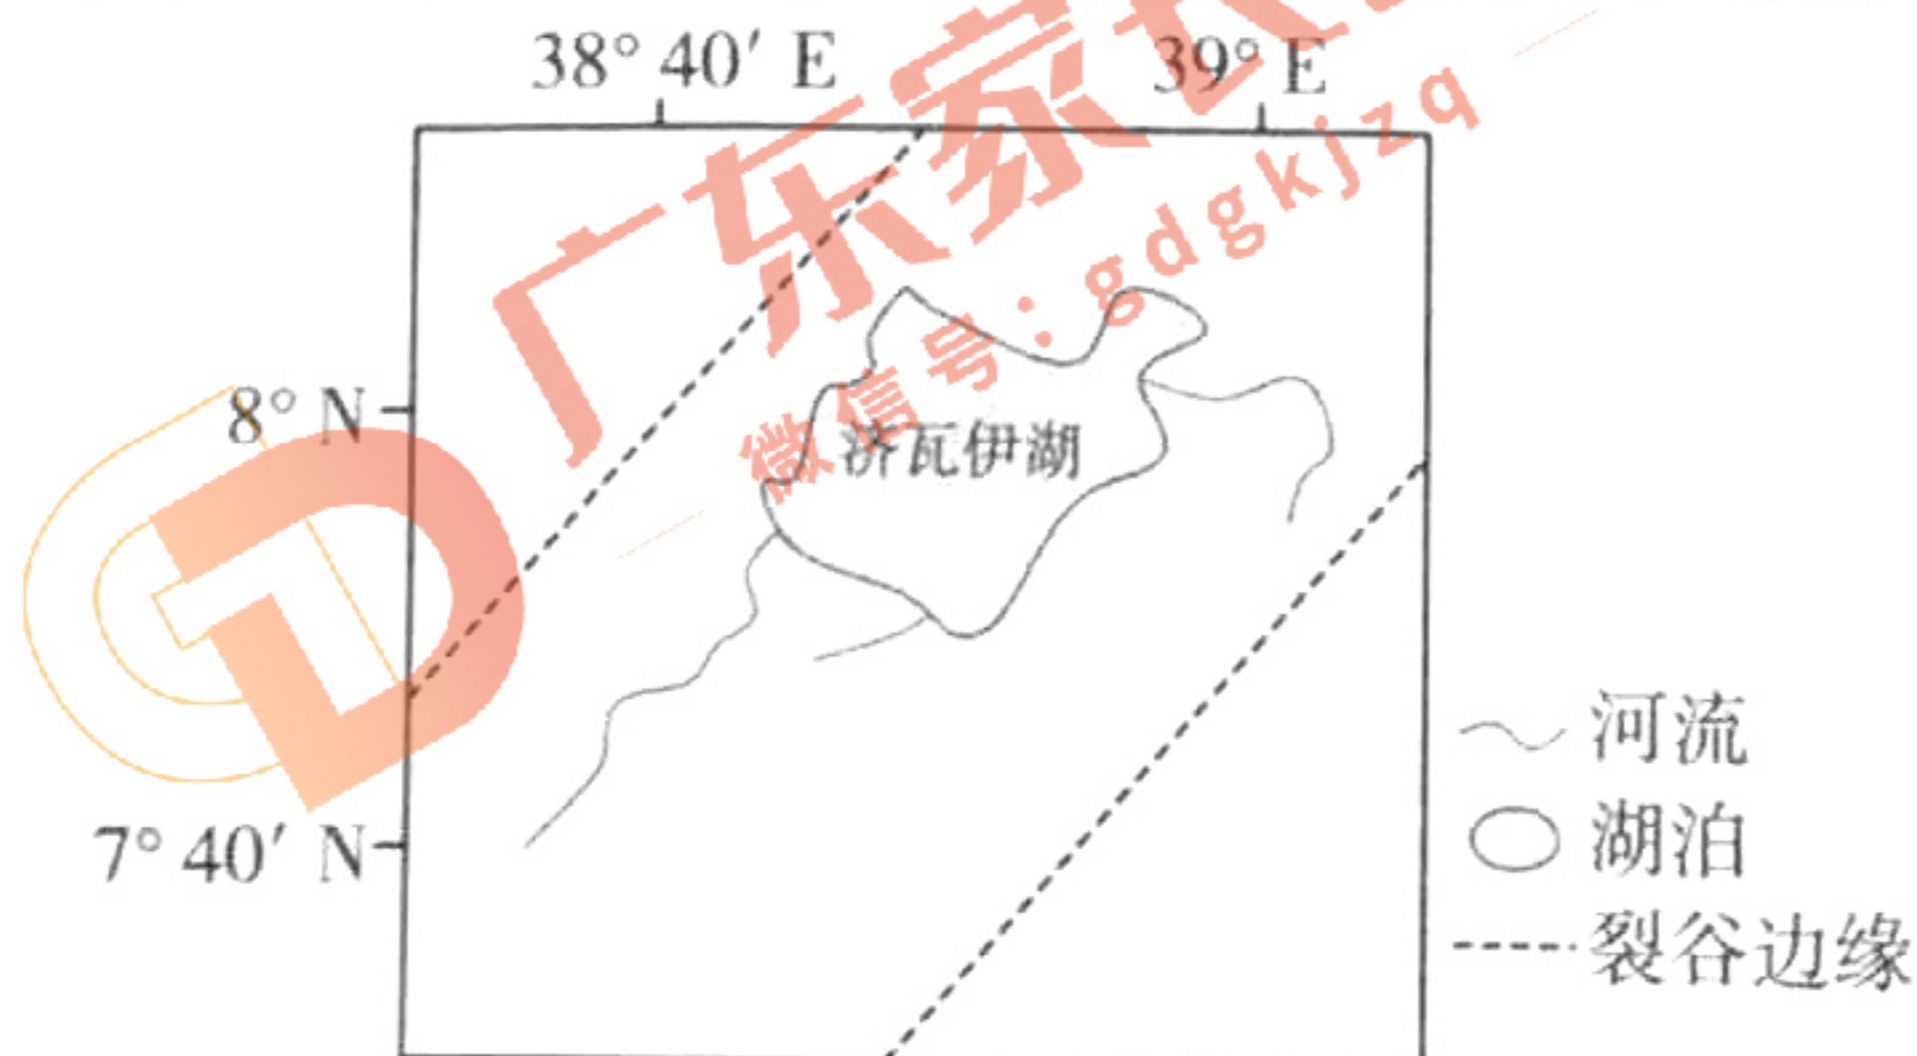 38° 40′ E
39° E
广东家长
微信号：gdgkjzq
8° N
济瓦伊湖
7° 40′ N
河流
湖泊
裂谷边缘